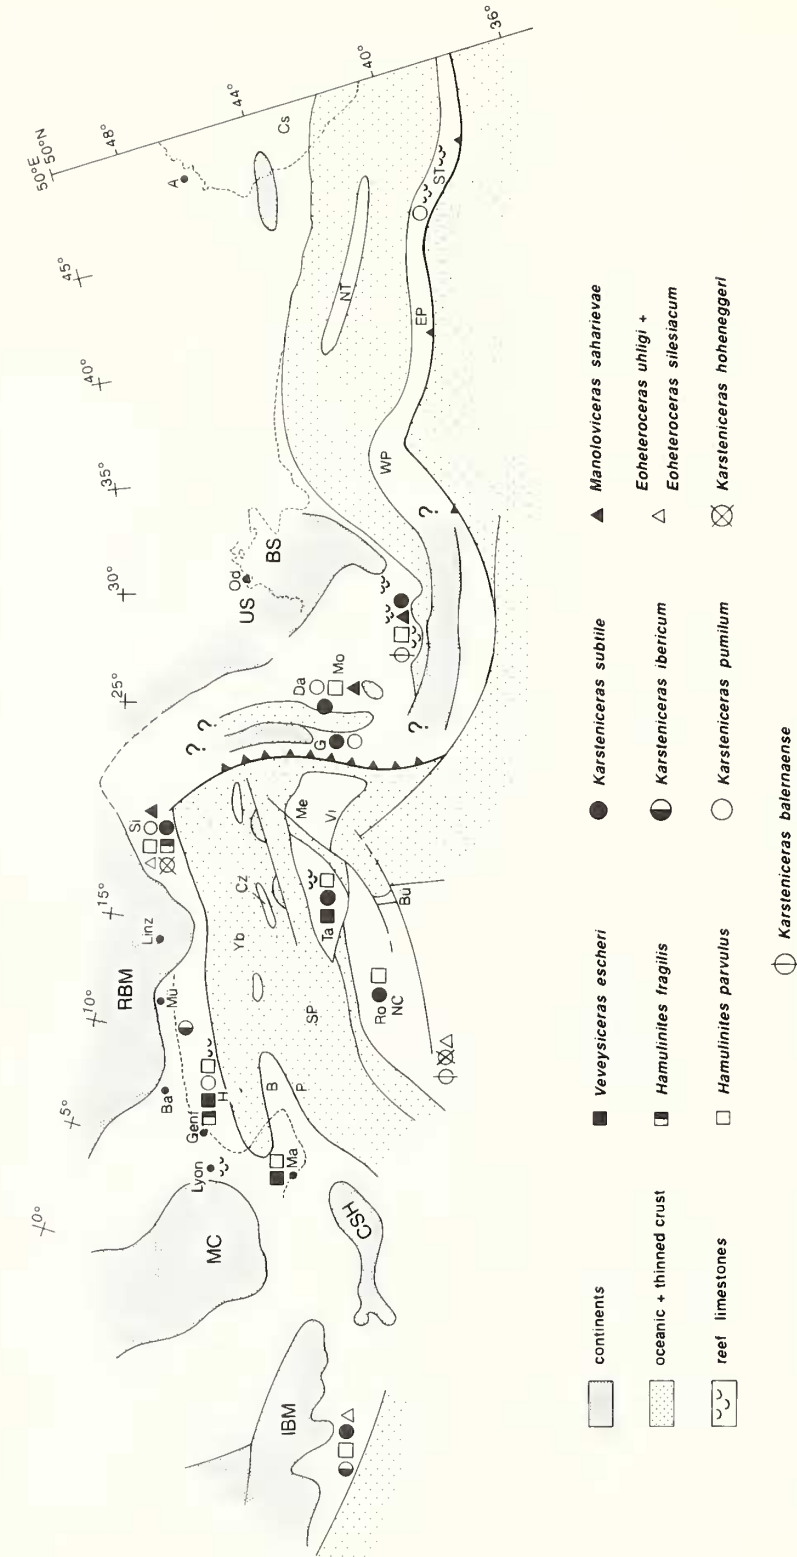 0°
5°
10°
15°
25°
30°
35°
40°
45°
50°E
50°N
48°
44°
40°
36°
RBM
Linz
Mü
Ba
Genf
Lyon
MC
H
Ma
B
P
CSH
IBM
Si
Yb
Cz
SP
Me
Vi
Ta
Bu
Ro
NC
? ?
G
Da
Mo
US
Od
BS
?
?
WP
NT
EP
ST
Cs
A
continents
oceanic + thinned crust
reef limestones
Veveysiceras escheri
Hamulinites fragilis
Hamulinites parvulus
Karsteniceras subtile
Karsteniceras ibericum
Karsteniceras pumilum
Manoloviceras saharievae
Eoheteroceras uhligi +
Eoheteroceras silesiacum
Karsteniceras hoheneggeri
Karsteniceras balernaense